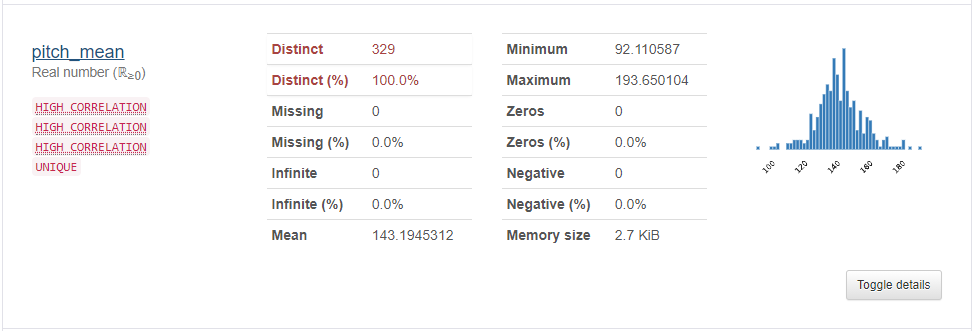 pitch_mean
Real number (ℝ≥0)
HIGH CORRELATION
HIGH CORRELATION
HIGH CORRELATION
UNIQUE
Distinct 329
Distinct (%) 100.0%
Missing 0
Missing (%) 0.0%
Infinite 0
Infinite (%) 0.0%
Mean 143.1945312
Minimum 92.110587
Maximum 193.650104
Zeros 0
Zeros (%) 0.0%
Negative 0
Negative (%) 0.0%
Memory size 2.7 KiB
100 120 140 160 180
Toggle details